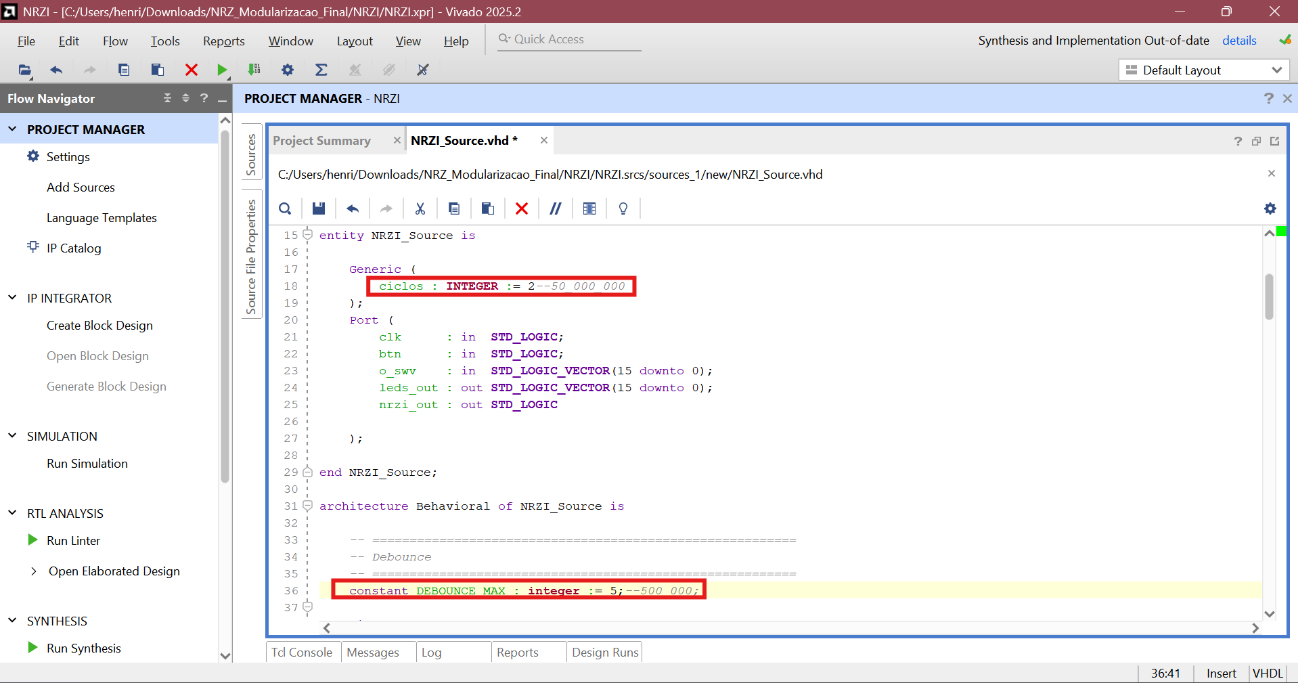 NRZI - [C:/Users/henri/Downloads/NRZ_Modularizacao_Final/NRZI/NRZI.xpr] - Vivado 2025.2
File Edit Flow Tools Reports Window Layout View Help Quick Access
Synthesis and Implementation Out-of-date details
Default Layout
Flow Navigator
PROJECT MANAGER - NRZI
PROJECT MANAGER
Settings
Add Sources
Language Templates
IP Catalog
IP INTEGRATOR
Create Block Design
Open Block Design
Generate Block Design
SIMULATION
Run Simulation
RTL ANALYSIS
Run Linter
Open Elaborated Design
SYNTHESIS
Run Synthesis
Sources
Source File Properties
Project Summary NRZI_Source.vhd *
C:/Users/henri/Downloads/NRZ_Modularizacao_Final/NRZI/NRZI.srcs/sources_1/new/NRZI_Source.vhd
15 entity NRZI_Source is
16
17 Generic (
18 ciclos : INTEGER := 2--50_000_000
19 );
20 Port (
21 clk : in STD_LOGIC;
22 btn : in STD_LOGIC;
23 o_swv : in STD_LOGIC_VECTOR(15 downto 0);
24 leds_out : out STD_LOGIC_VECTOR(15 downto 0);
25 nrzi_out : out STD_LOGIC
26
27 );
28
29 end NRZI_Source;
30
31 architecture Behavioral of NRZI_Source is
32
33 -- =========================================================
34 -- Debounce
35 -- =========================================================
36 constant DEBOUNCE_MAX : integer := 5;--500_000;
37
Tcl Console Messages Log Reports Design Runs
36:41 Insert VHDL